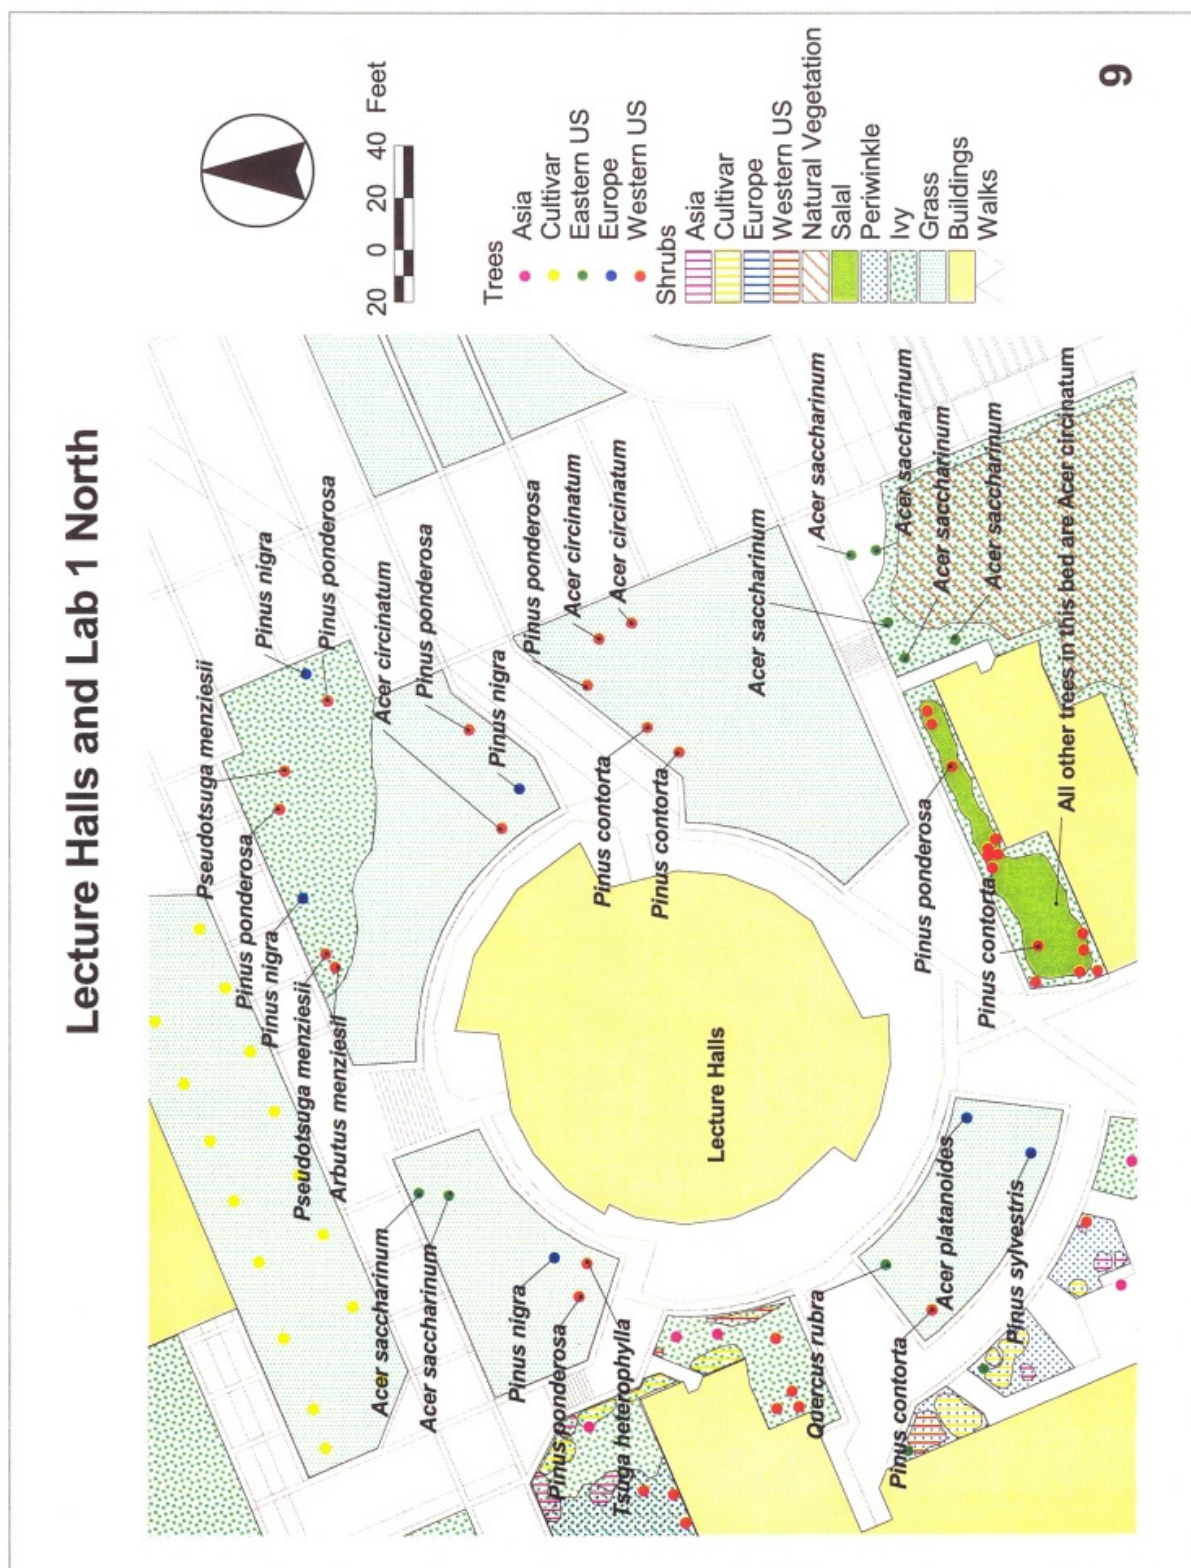 Lecture Halls and Lab 1 North
20 0 20 40 Feet
Trees
Asia
Cultivar
Eastern US
Europe
Western US
Shrubs
Asia
Cultivar
Europe
Western US
Natural Vegetation
Salal
Periwinkle
Ivy
Grass
Buildings
Walks
9
Pseudotsuga menziesii
Pinus nigra
Pinus ponderosa
Pinus ponderosa
Pinus nigra
Pseudotsuga menziesii
Arbutus menziesii
Acer circinatum
Pinus ponderosa
Pinus nigra
Acer saccharinum
Acer saccharinum
Pinus nigra
Pinus ponderosa
Tsuga heterophylla
Pinus ponderosa
Acer circinatum
Acer circinatum
Pinus contorta
Pinus contorta
Lecture Halls
Acer saccharinum
Acer saccharinum
Acer saccharinum
Acer saccharinum
Acer saccharinum
Quercus rubra
Pinus contorta
Acer platanoides
Pinus sylvestris
Pinus ponderosa
Pinus contorta
All other trees in this bed are Acer circinatum